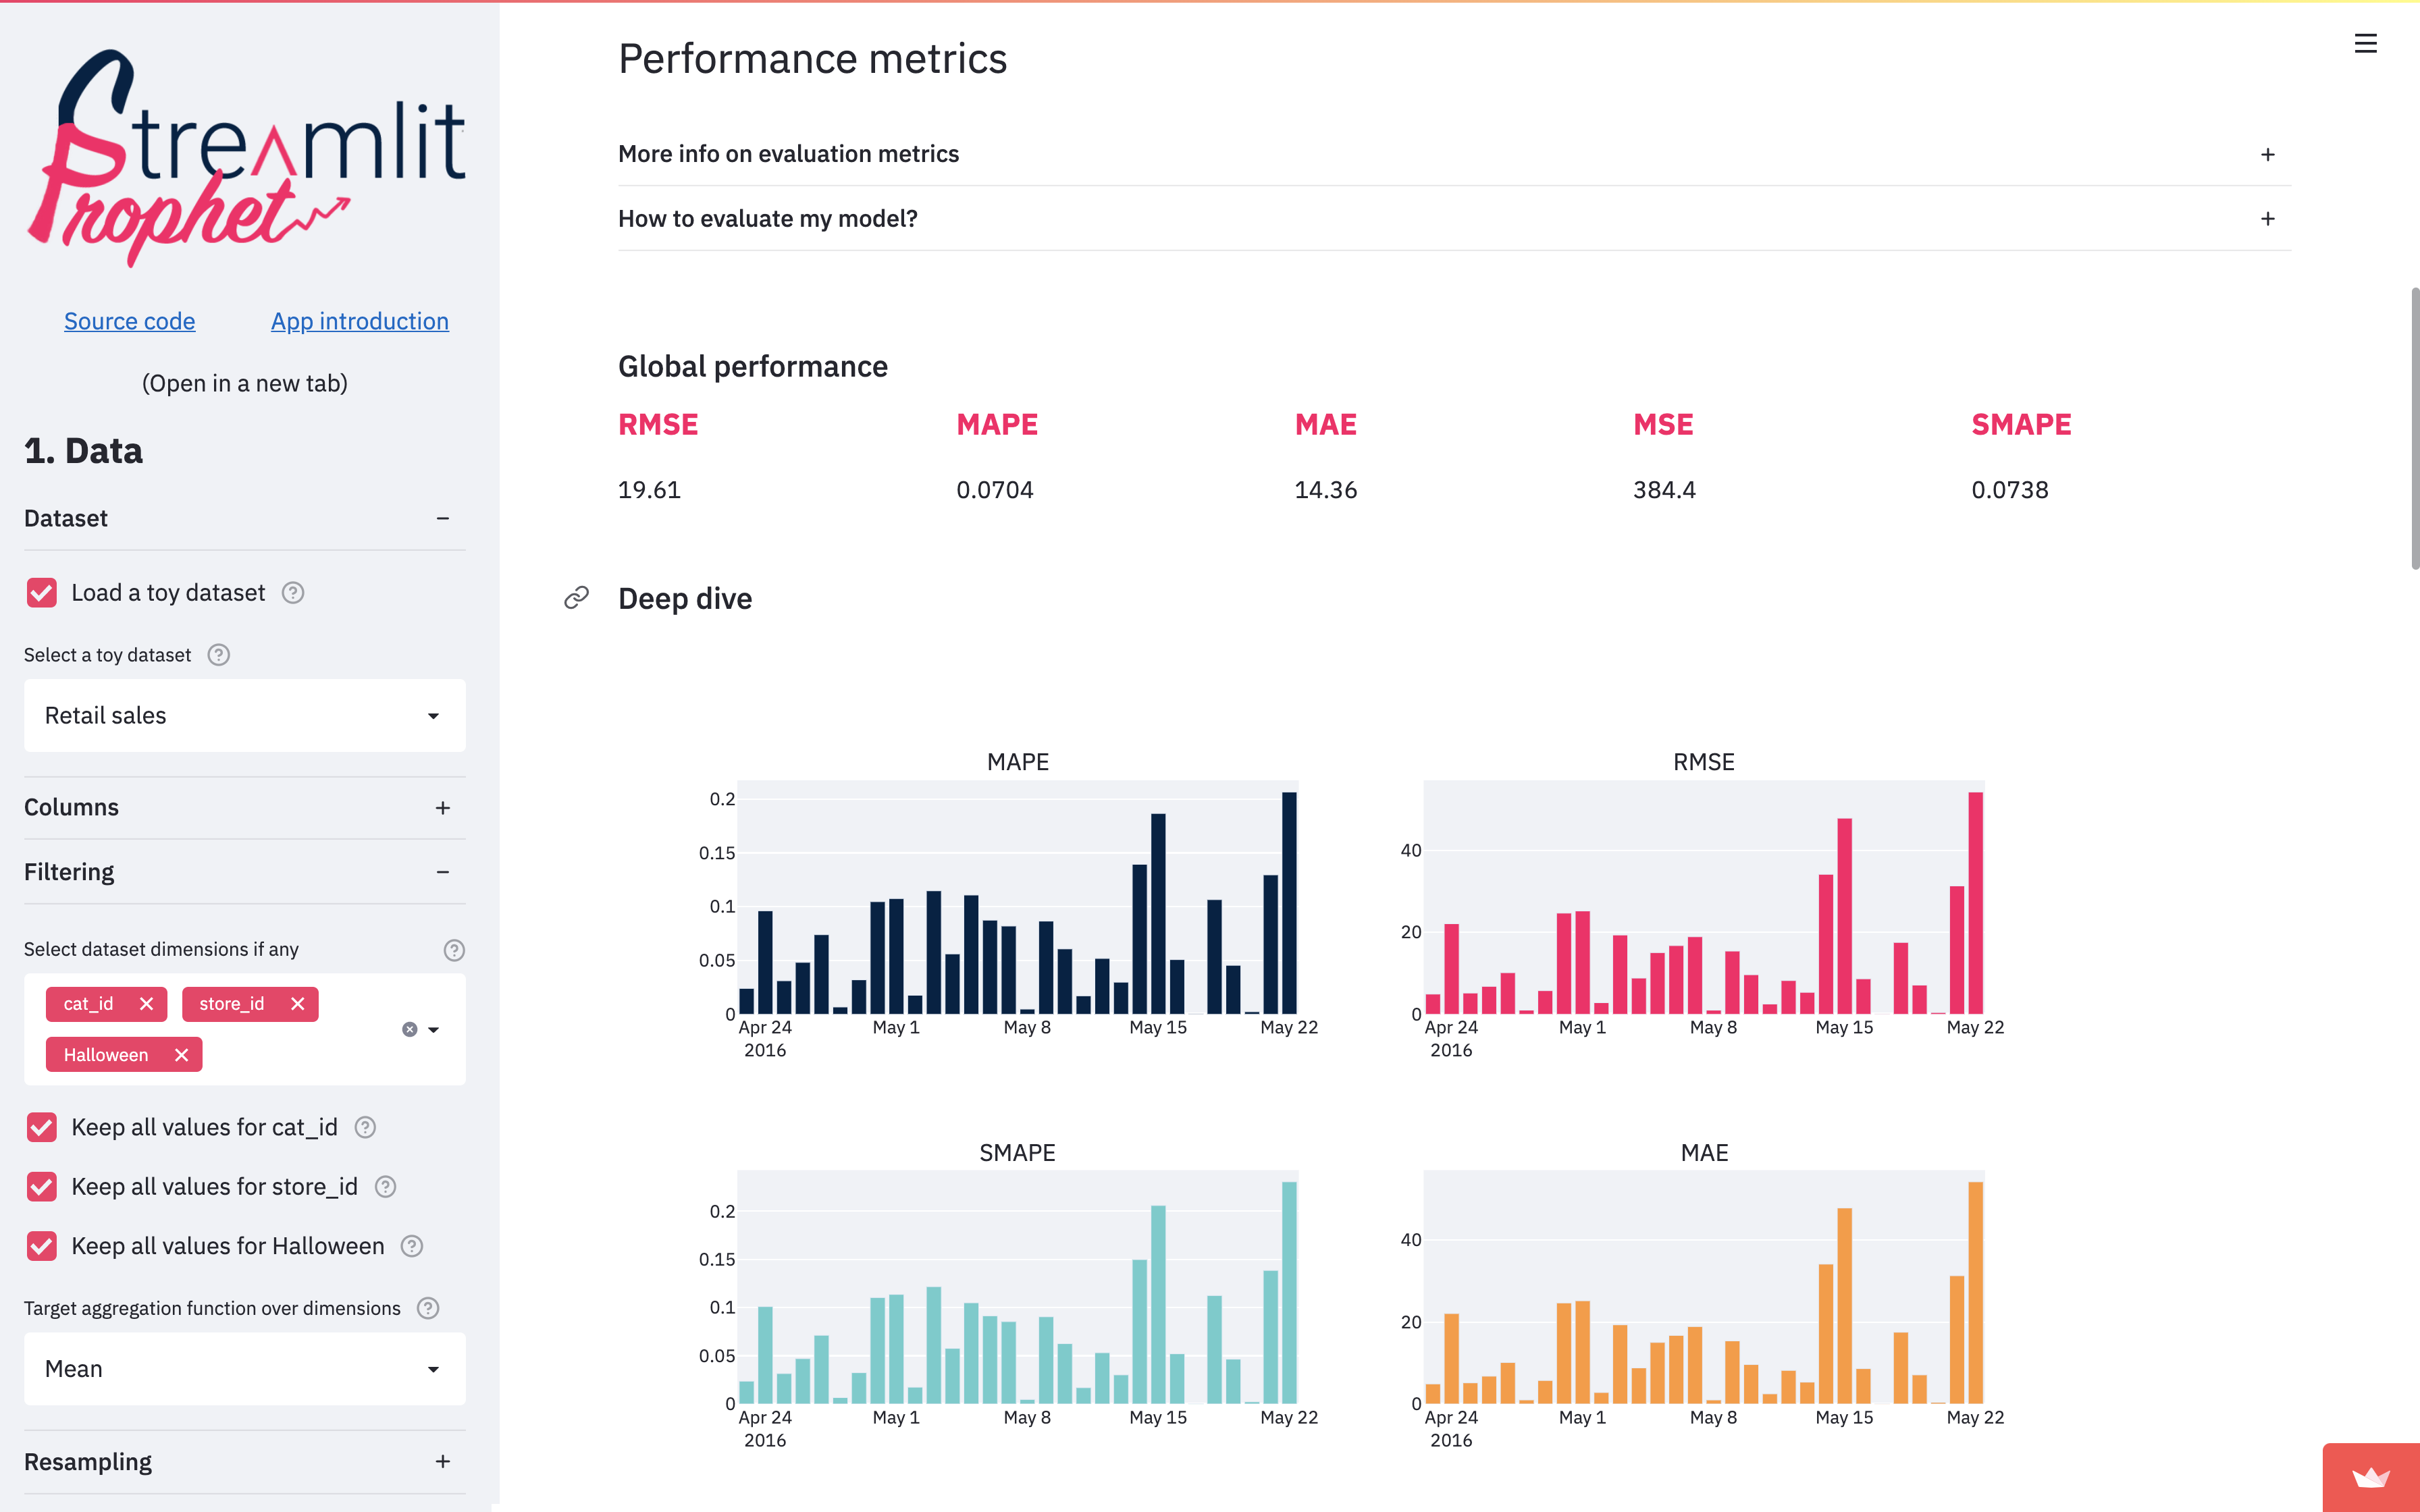 Streamlit
Prophet
Source code
App introduction
(Open in a new tab)
1. Data
Dataset
Load a toy dataset
Select a toy dataset
Retail sales
Columns
Filtering
Select dataset dimensions if any
cat_id
store_id
Halloween
Keep all values for cat_id
Keep all values for store_id
Keep all values for Halloween
Target aggregation function over dimensions
Mean
Resampling
Performance metrics
More info on evaluation metrics
How to evaluate my model?
Global performance
RMSE MAPE MAE MSE SMAPE
19.61 0.0704 14.36 384.4 0.0738
Deep dive
MAPE
0.2
0.15
0.1
0.05
0
Apr 24 May 1 May 8 May 15 May 22
2016
RMSE
40
20
0
Apr 24 May 1 May 8 May 15 May 22
2016
SMAPE
0.2
0.15
0.1
0.05
0
Apr 24 May 1 May 8 May 15 May 22
2016
MAE
40
20
0
Apr 24 May 1 May 8 May 15 May 22
2016